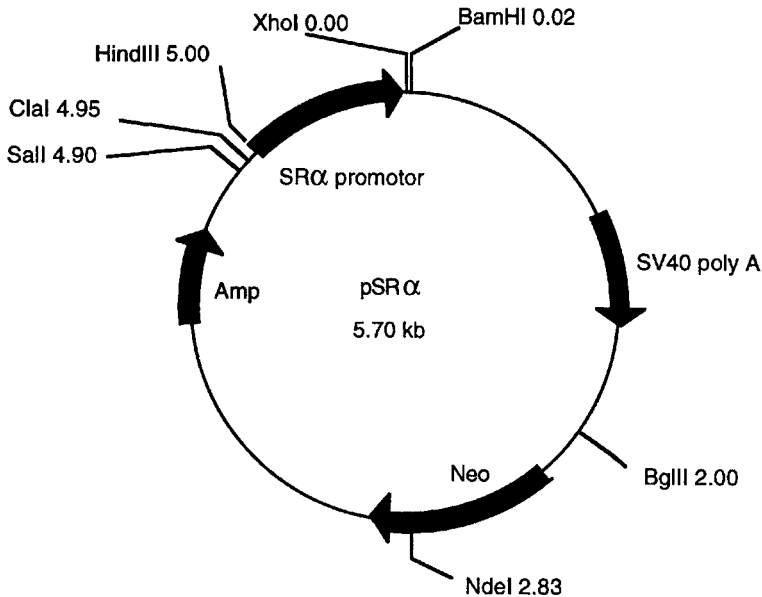 XhoI 0.00
BamHI 0.02
HindIII 5.00
ClaI 4.95
SalI 4.90
SRα promotor
SV40 poly A
Amp
pSRα
5.70 kb
Neo
BglII 2.00
NdeI 2.83